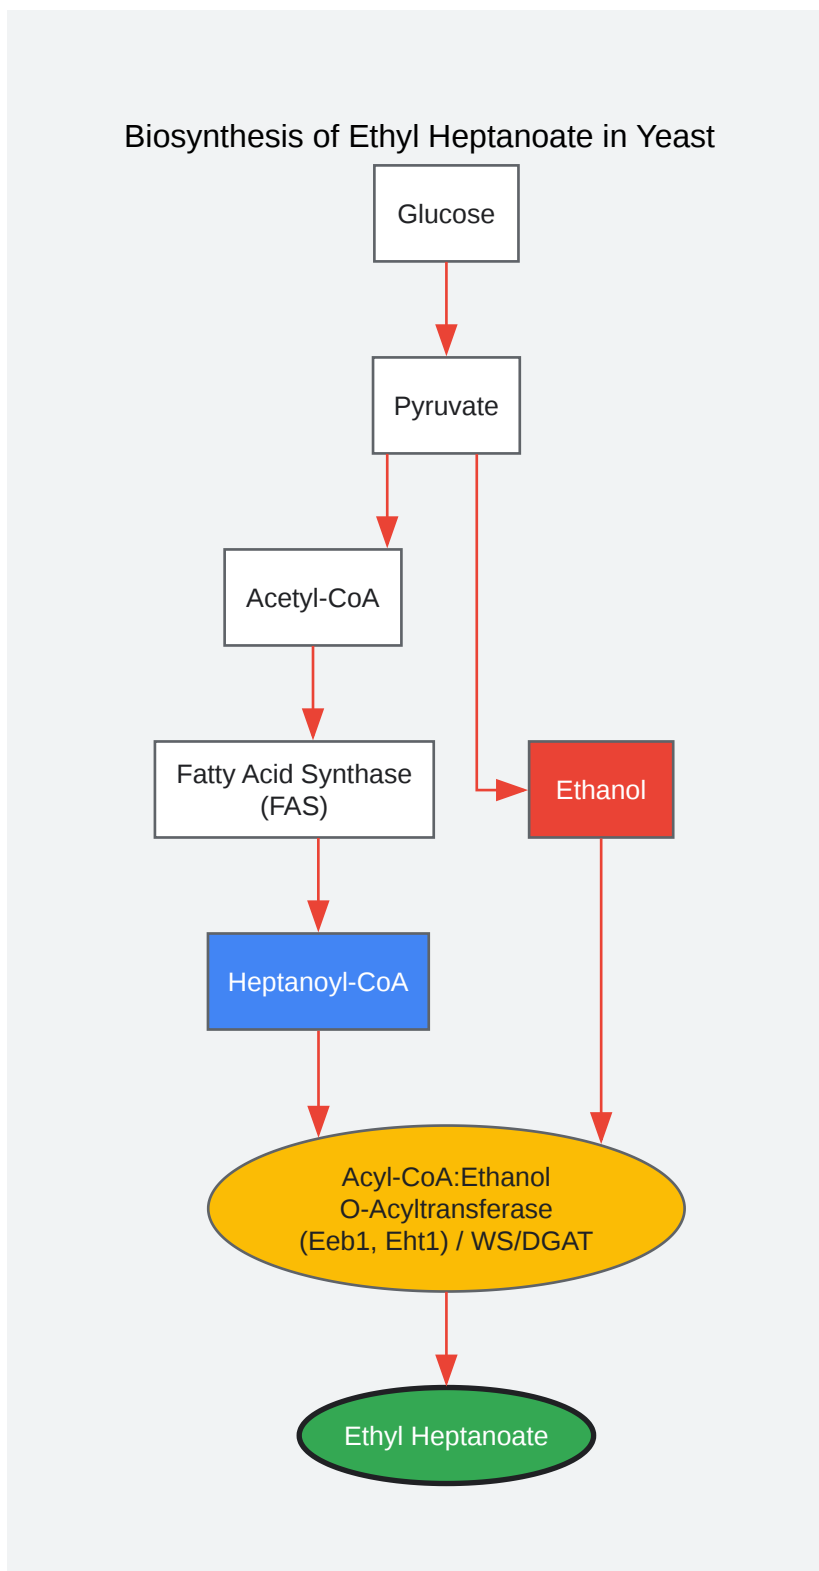 Biosynthesis of Ethyl Heptanoate in Yeast
Glucose
Pyruvate
Acetyl-CoA
Fatty Acid Synthase
(FAS)
Ethanol
Heptanoyl-CoA
Acyl-CoA:Ethanol
O-Acyltransferase
(Eeb1, Eht1) / WS/DGAT
Ethyl Heptanoate